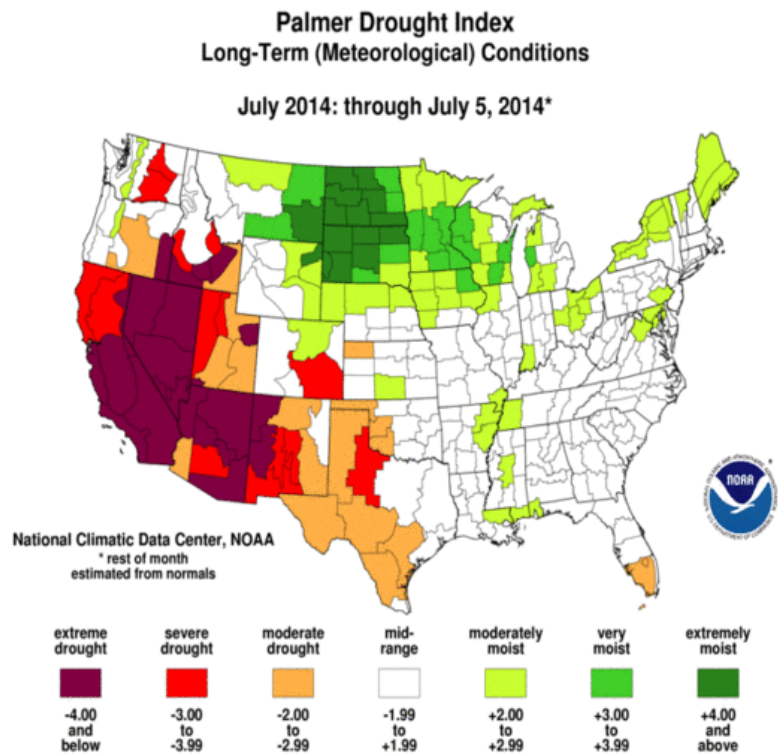 Palmer Drought Index
Long-Term (Meteorological) Conditions
July 2014: through July 5, 2014*
NOAA
National Climatic Data Center, NOAA
* rest of month
estimated from normals
extreme drought
severe drought
moderate drought
mid-range
moderately moist
very moist
extremely moist
-4.00 and below
-3.00 to -3.99
-2.00 to -2.99
-1.99 to +1.99
+2.00 to +2.99
+3.00 to +3.99
+4.00 and above